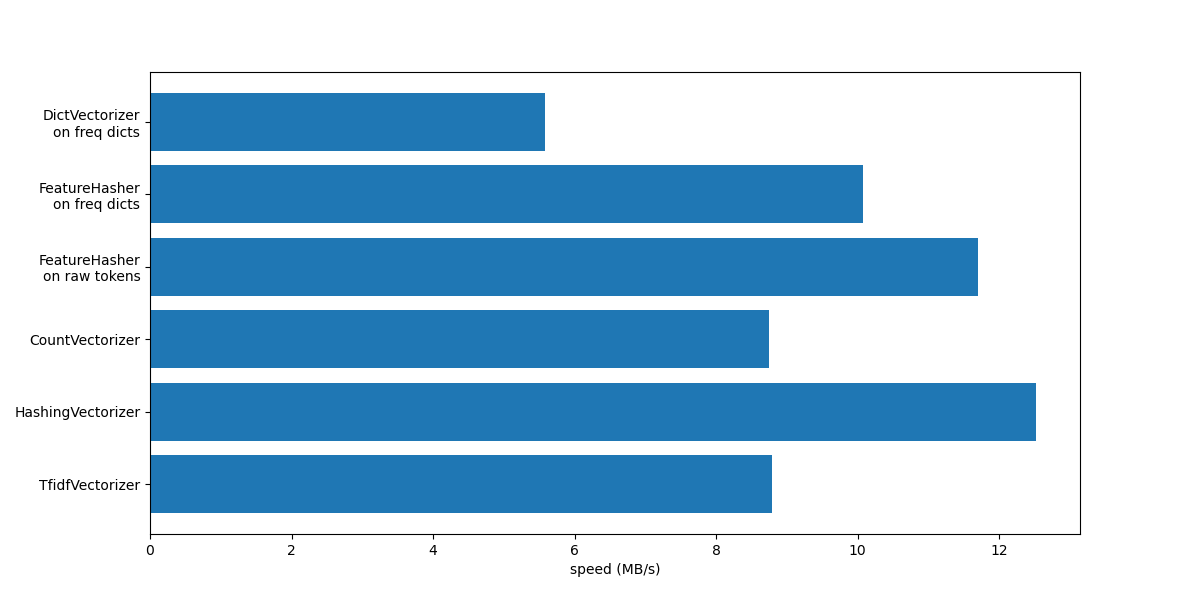 DictVectorizer
on freq dicts
FeatureHasher
on freq dicts
FeatureHasher
on raw tokens
CountVectorizer
HashingVectorizer
TfidfVectorizer
0 2 4 6 8 10 12
speed (MB/s)